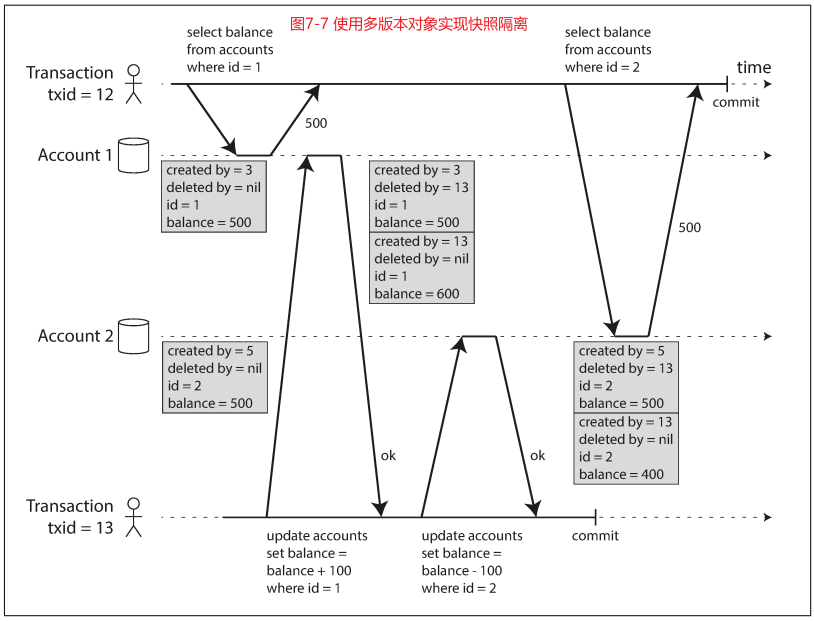 图7-7 使用多版本对象实现快照隔离
select balance
from accounts
where id = 1
select balance
from accounts
where id = 2
Transaction
txid = 12
time
commit
500
Account 1
created by = 3
deleted by = nil
id = 1
balance = 500
created by = 3
deleted by = 13
id = 1
balance = 500
created by = 13
deleted by = nil
id = 1
balance = 600
500
Account 2
created by = 5
deleted by = nil
id = 2
balance = 500
created by = 5
deleted by = 13
id = 2
balance = 500
created by = 13
deleted by = nil
id = 2
balance = 400
ok
ok
Transaction
txid = 13
update accounts
set balance =
balance + 100
where id = 1
update accounts
set balance =
balance - 100
where id = 2
commit